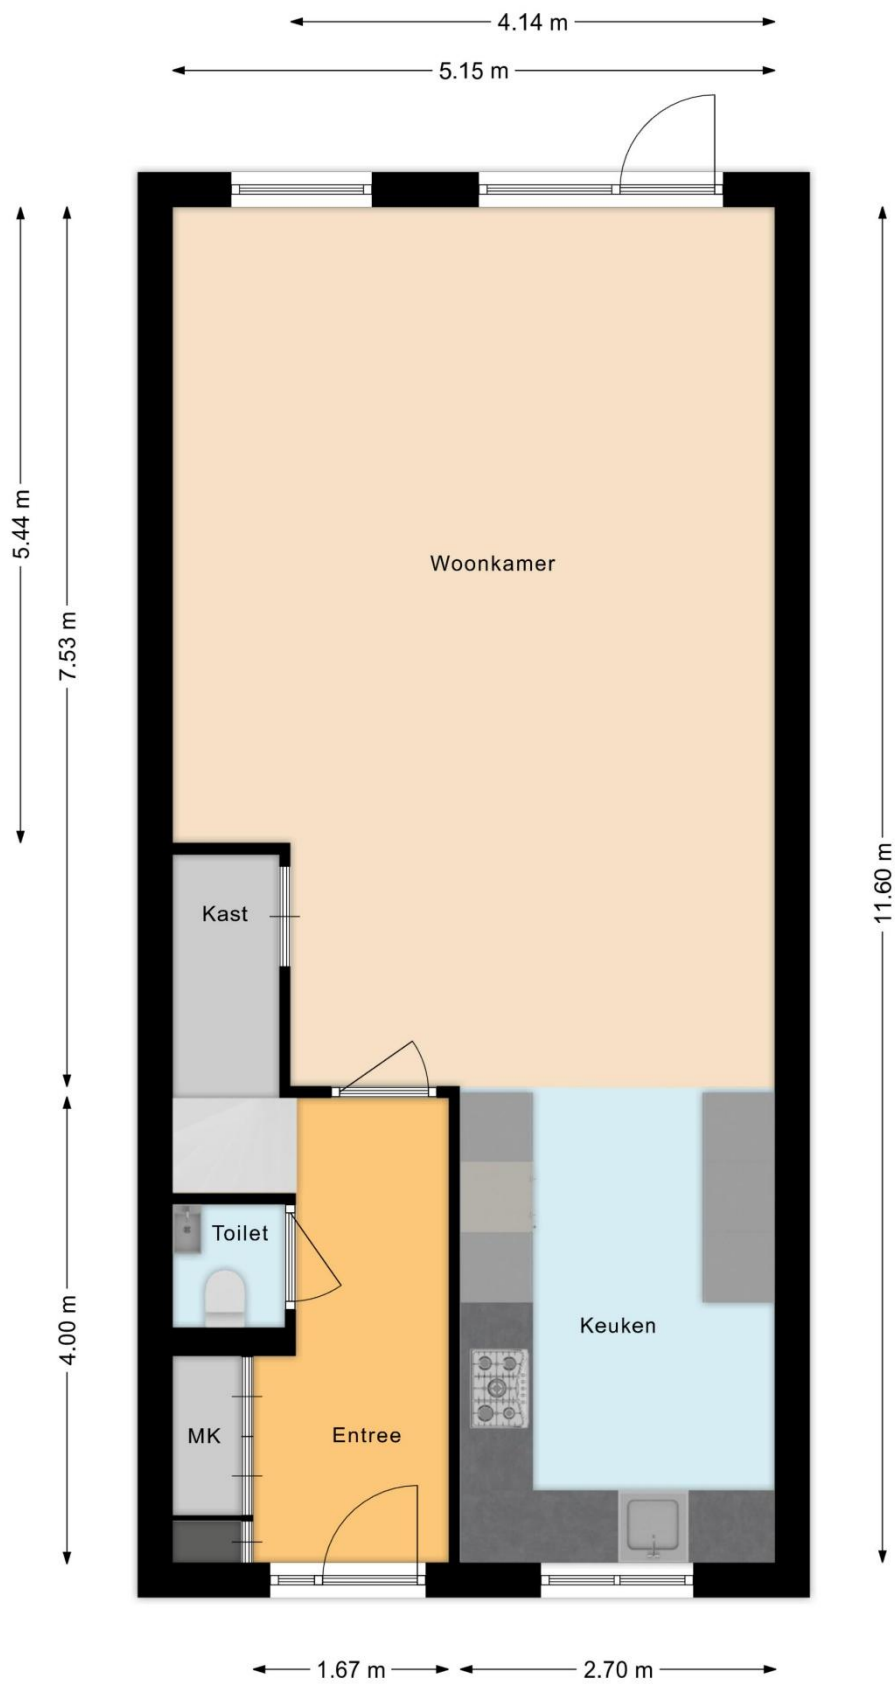 4.14 m
5.15 m
5.44 m
7.53 m
Woonkamer
11.60 m
Kast
Toilet
4.00 m
Keuken
MK
Entree
1.67 m
2.70 m